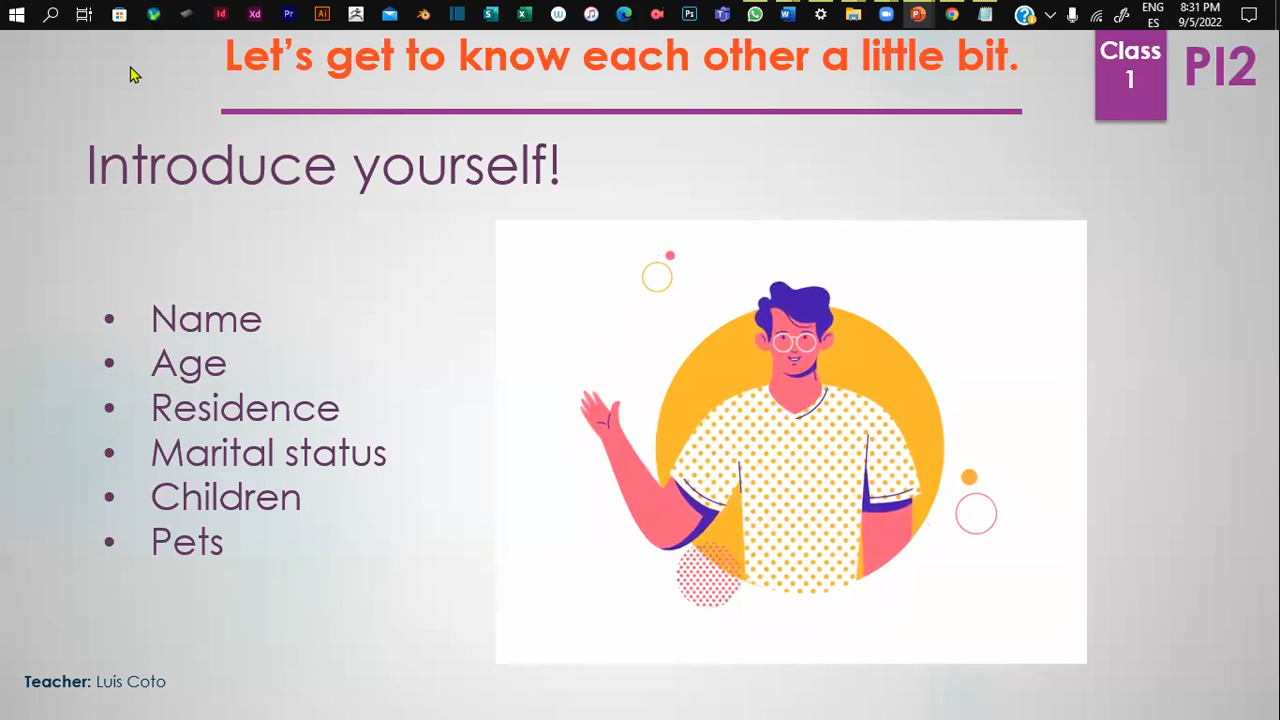 ENG
ES
8:31 PM
9/5/2022
Let's get to know each other a little bit.
Class
1
PI2
Introduce yourself!
• Name
• Age
• Residence
• Marital status
• Children
• Pets
Teacher: Luis Coto